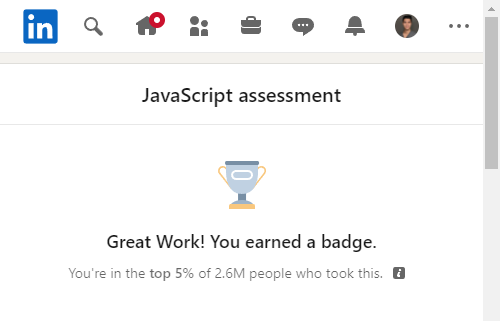 in
JavaScript assessment
Great Work! You earned a badge.
You're in the top 5% of 2.6M people who took this.